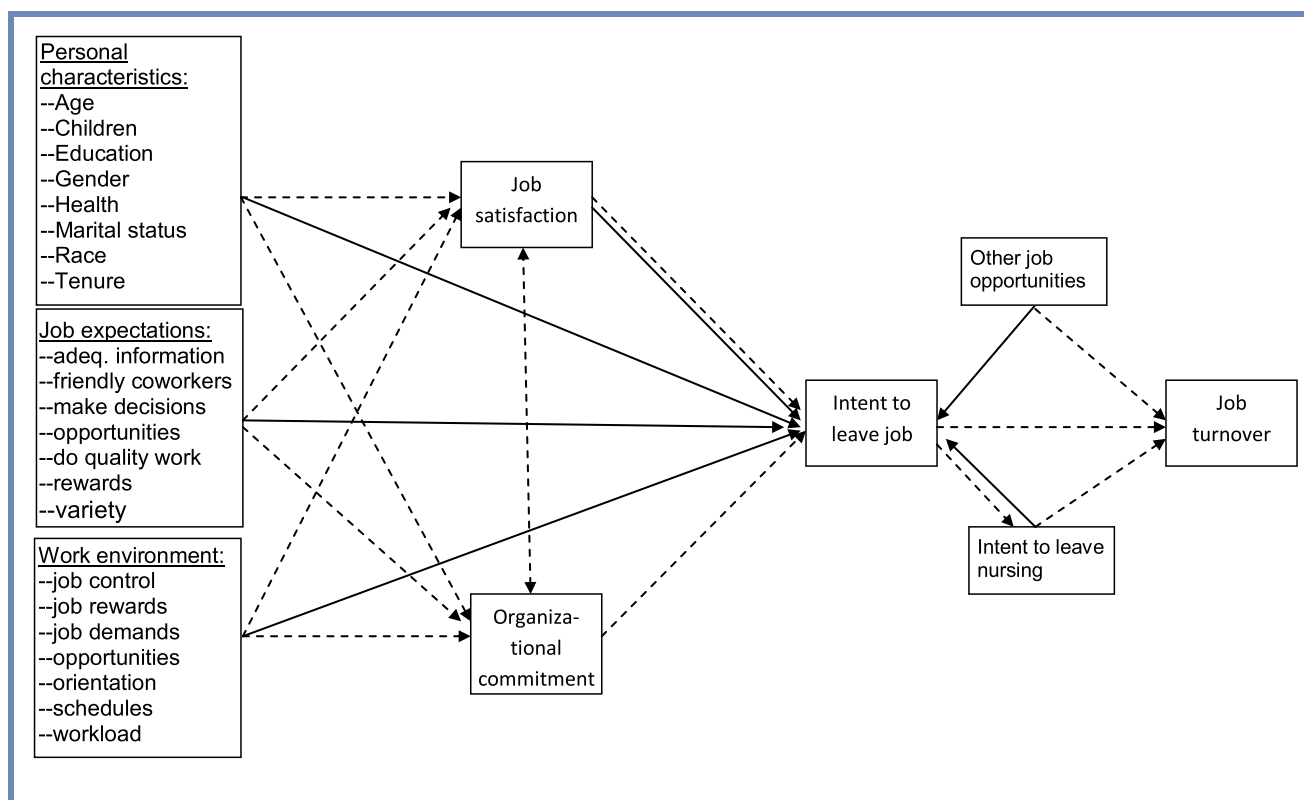 Personal
characteristics:
--Age
--Children
--Education
--Gender
--Health
--Marital status
--Race
--Tenure
Job expectations:
--adeq. information
--friendly coworkers
--make decisions
--opportunities
--do quality work
--rewards
--variety
Work environment:
--job control
--job rewards
--job demands
--opportunities
--orientation
--schedules
--workload
Job
satisfaction
Organiza-
tional
commitment
Intent to
leave job
Other job
opportunities
Intent to leave
nursing
Job
turnover